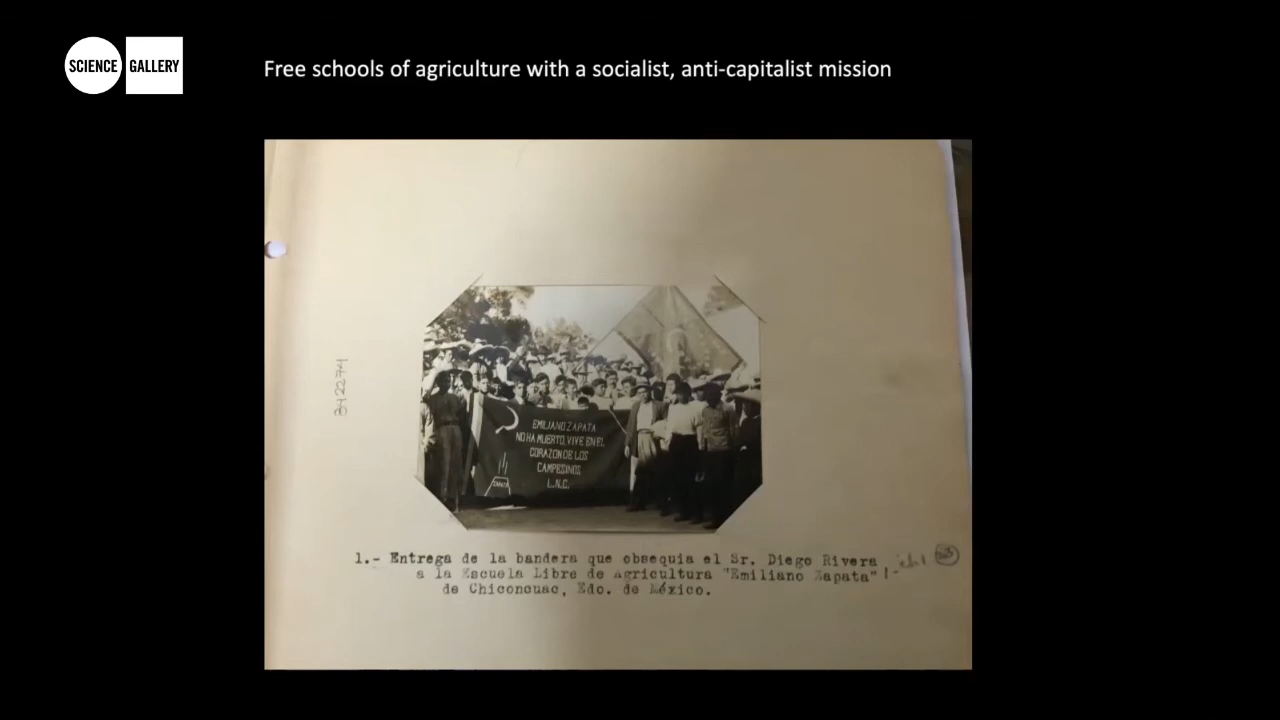 SCIENCE GALLERY
Free schools of agriculture with a socialist, anti-capitalist mission
EMILIANO ZAPATA
NO HA MUERTO, VIVE EN EL
CORAZON DE LOS
CAMPESINOS
L.N.C.
ZAPATA
1.- Entrega de la bandera que obsequia el Sr. Diego Rivera
a la Escuela Libre de Agricultura "Emiliano Zapata"
de Chiconcuac, Edo. de México.